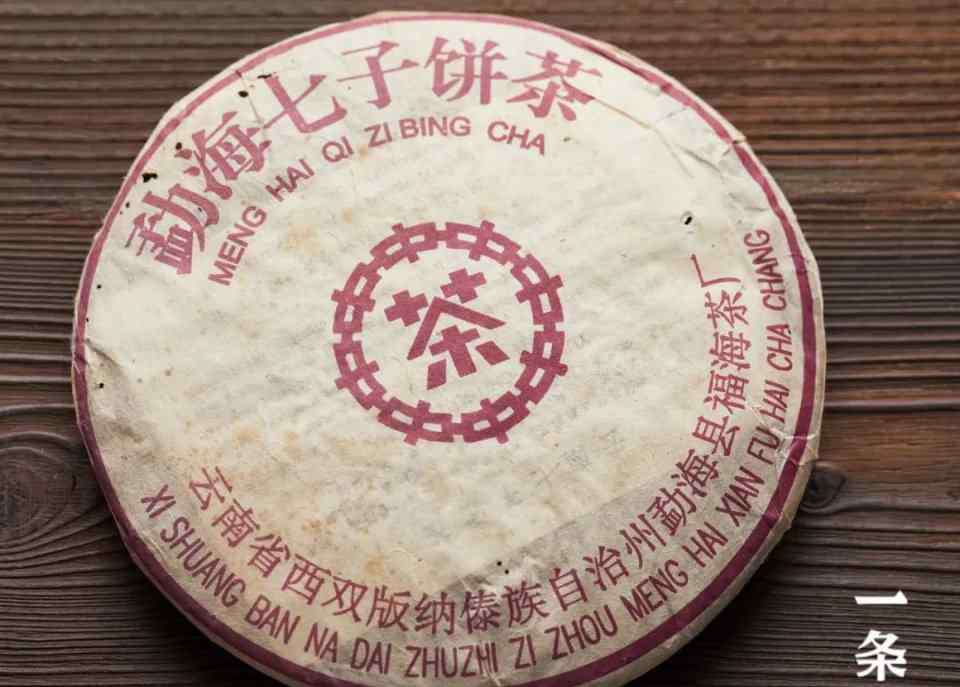 勐海七子饼茶
MENG HAI QI ZI BING CHA
茶
云南省西双版纳傣族自治州勐海县福海茶厂
XI SHUANG BAN NA DAI ZHUZHI ZI ZHOU MENG HAI XIAN FU HAI CHA CHANG
一条